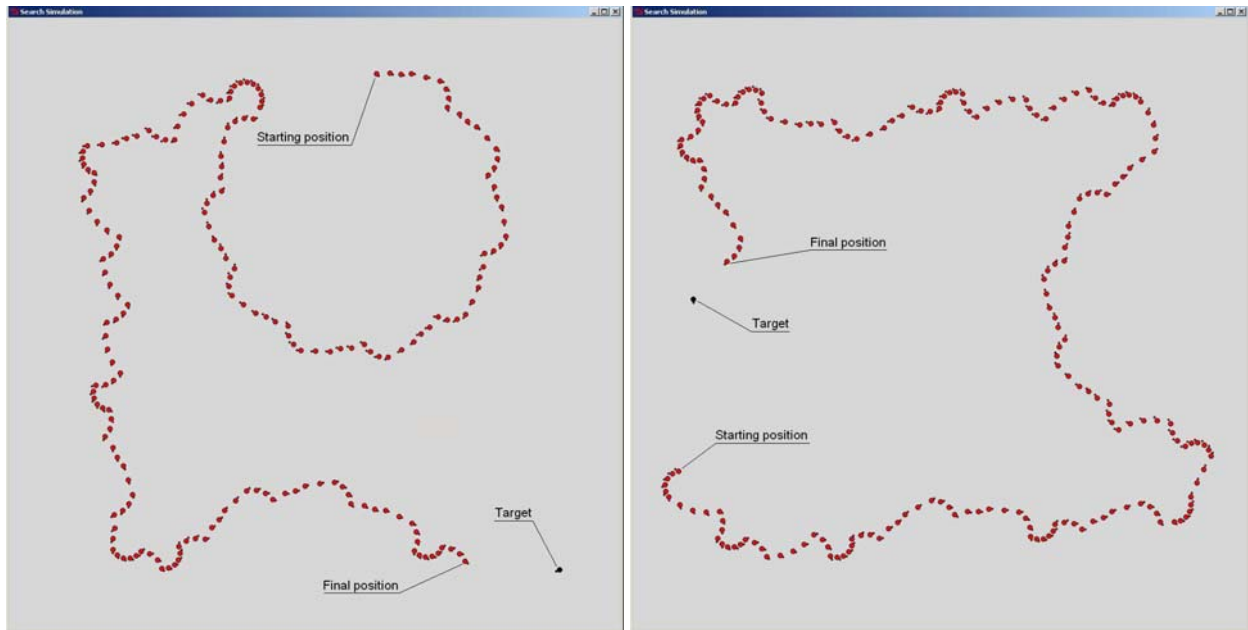 Search Simulation
Starting position
Target
Final position
Search Simulation
Final position
Target
Starting position